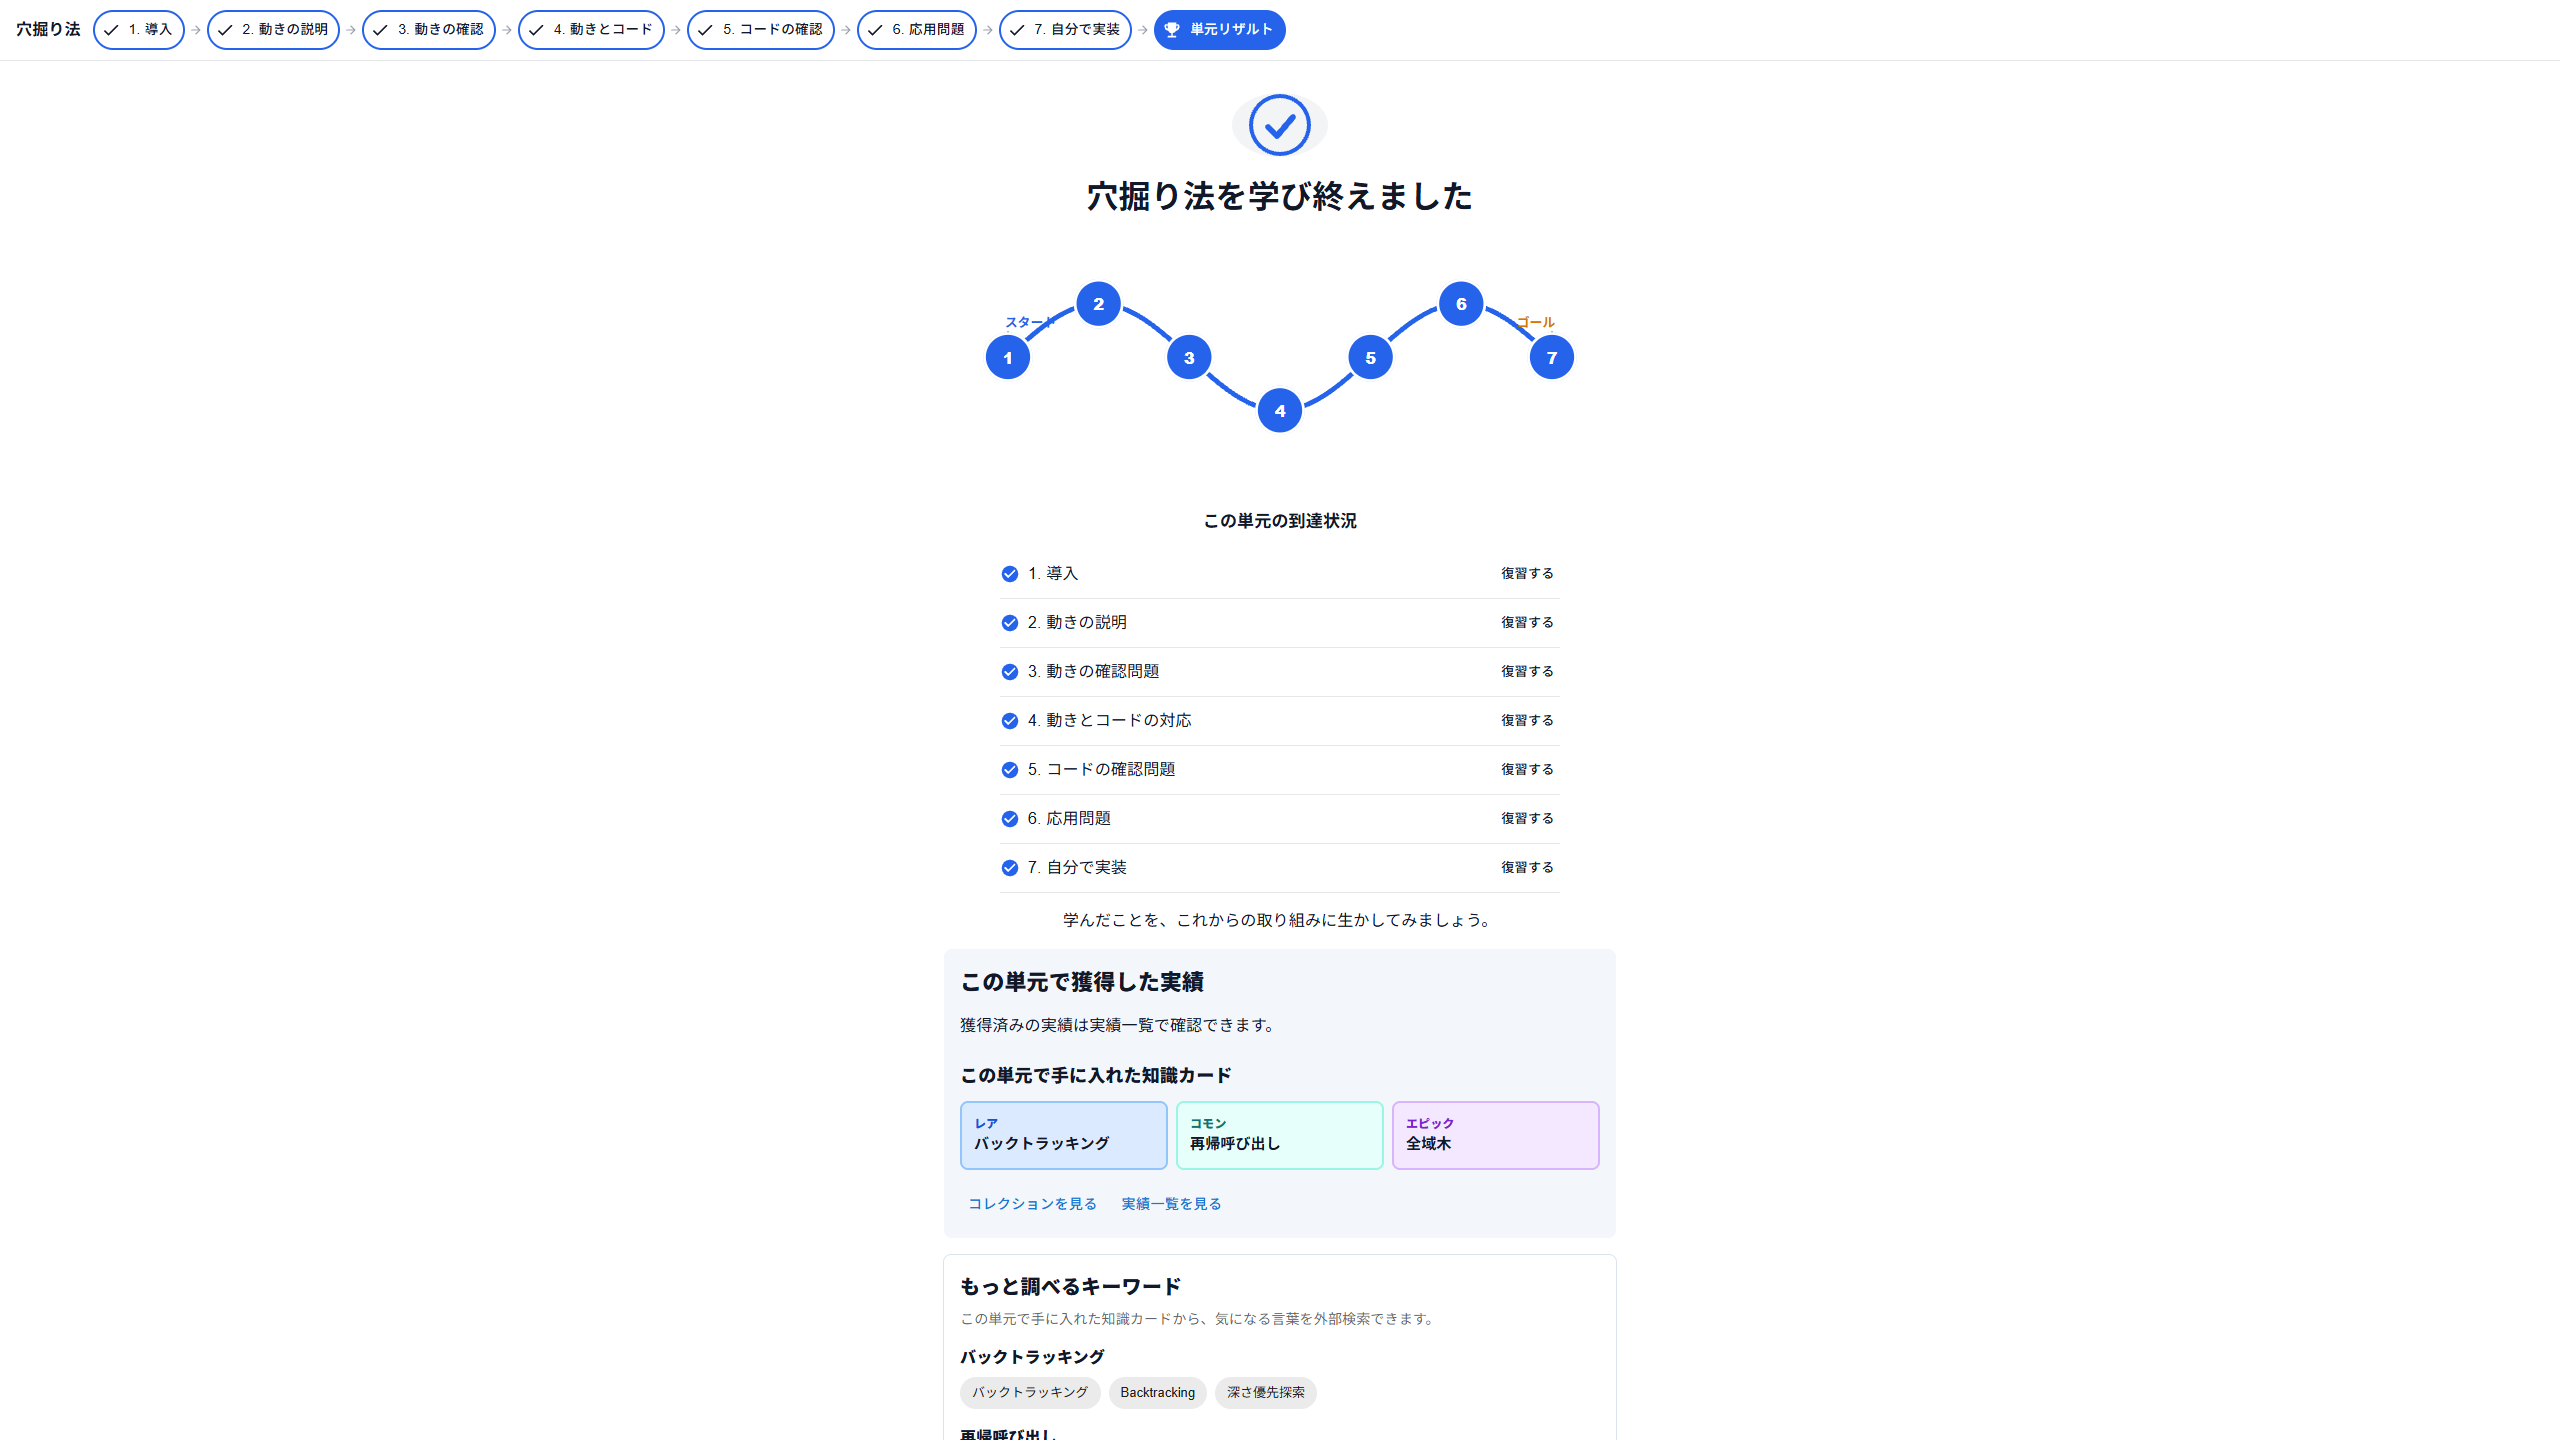 穴掘り法 1. 導入 2. 動きの説明 3. 動きの確認 4. 動きとコード 5. コードの確認 6. 応用問題 7. 自分で実装 単元リザルト
穴掘り法を学び終えました
スタート
ゴール
1 2 3 4 5 6 7
この単元の到達状況
1. 導入 復習する
2. 動きの説明 復習する
3. 動きの確認問題 復習する
4. 動きとコードの対応 復習する
5. コードの確認問題 復習する
6. 応用問題 復習する
7. 自分で実装 復習する
学んだことを、これからの取り組みに生かしてみましょう。
この単元で獲得した実績
獲得済みの実績は実績一覧で確認できます。
この単元で手に入れた知識カード
レア
バックトラッキング
コモン
再帰呼び出し
エピック
全域木
コレクションを見る 実績一覧を見る
もっと調べるキーワード
この単元で手に入れた知識カードから、気になる言葉を外部検索できます。
バックトラッキング
バックトラッキング Backtracking 深さ優先探索
再帰呼び出し